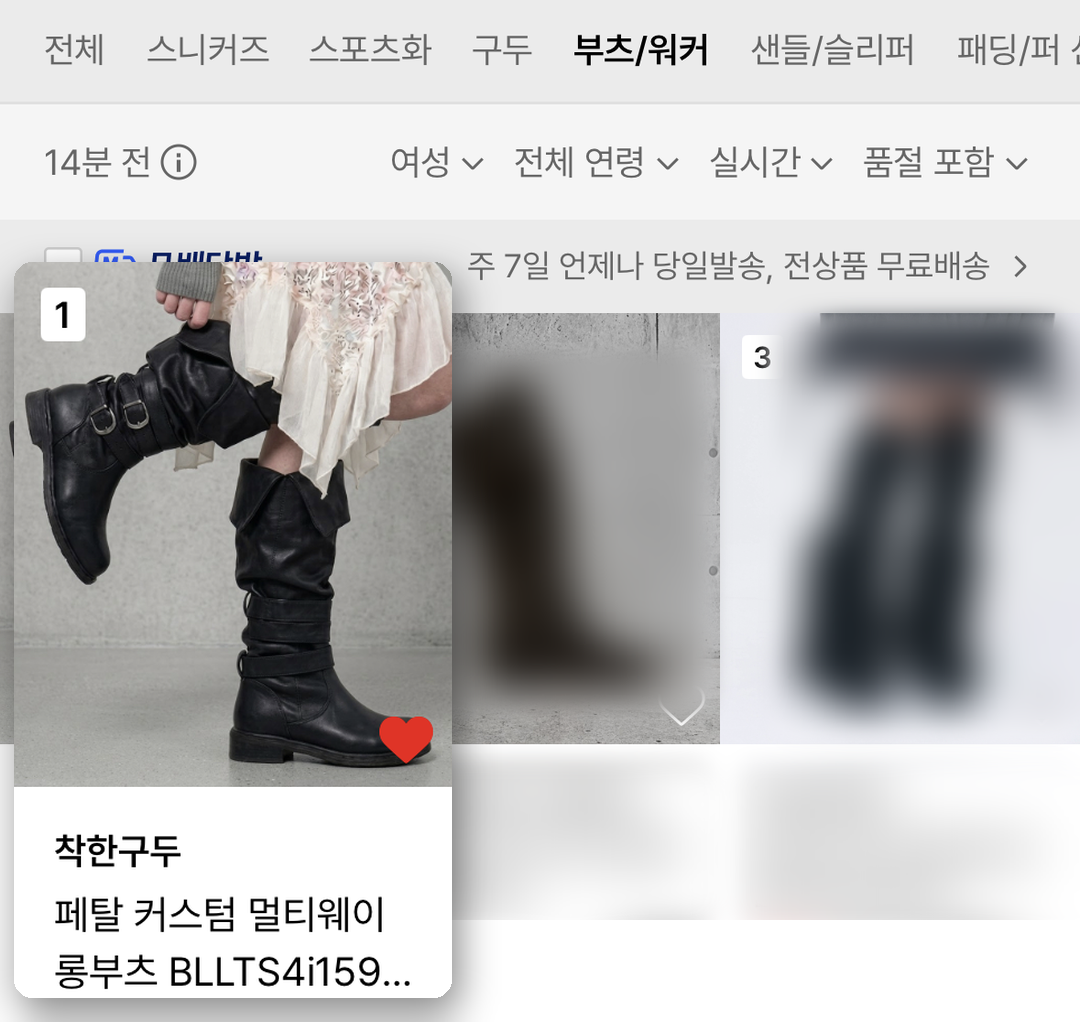 전체 스니커즈 스포츠화 구두 부츠/워커 샌들/슬리퍼 패딩/퍼
14분 전 여성 전체 연령 실시간 품절 포함
주 7일 언제나 당일발송, 전상품 무료배송
1
3
착한구두
페탈 커스텀 멀티웨이
롱부츠 BLLTS4i159...